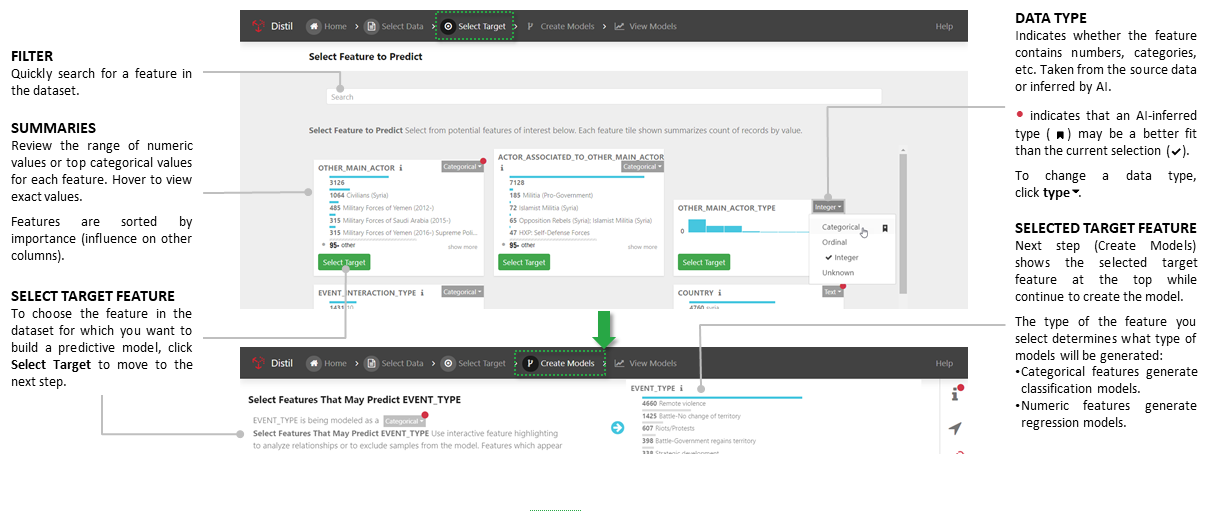 FILTER
Quickly search for a feature in
the dataset.
SUMMARIES
Review the range of numeric
values or top categorical values
for each feature. Hover to view
exact values.
Features are sorted by
importance (influence on other
columns).
SELECT TARGET FEATURE
To choose the feature in the
dataset for which you want to
build a predictive model, click
Select Target to move to the
next step.
Distil Home Select Data Select Target Create Models View Models Help
Select Feature to Predict
Search
Select Feature to Predict Select from potential features of interest below. Each feature tile shown summarizes count of records by value.
OTHER_MAIN_ACTOR i Categorical
3126
1064 Civilians (Syria)
485 Military Forces of Yemen (2012-)
315 Military Forces of Saudi Arabia (2015-)
315 Military Forces of Yemen (2016-) Supreme Poli...
95+ other show more
Select Target
ACTOR_ASSOCIATED_TO_OTHER_MAIN_ACTOR
i Categorical
7128
185 Militia (Pro-Government)
72 Islamist Militia (Syria)
65 Opposition Rebels (Syria); Islamist Militia (Syria)
47 HXP: Self-Defense Forces
95+ other show more
Select Target
OTHER_MAIN_ACTOR_TYPE Integer
0
Select Target
Categorical
Ordinal
Integer
Unknown
EVENT_INTERACTION_TYPE i Categorical
COUNTRY i Text
4760 syria
Distil Home Select Data Select Target Create Models View Models Help
Select Features That May Predict EVENT_TYPE
EVENT_TYPE is being modeled as a Categorical
Select Features That May Predict EVENT_TYPE Use interactive feature highlighting
to analyze relationships or to exclude samples from the model. Features which appear
EVENT_TYPE i
4660 Remote violence
1425 Battle-No change of territory
607 Riots/Protests
398 Battle-Government regains territory
338 Strategic development
DATA TYPE
Indicates whether the feature
contains numbers, categories,
etc. Taken from the source data
or inferred by AI.
• indicates that an AI-inferred
type ( ) may be a better fit
than the current selection (✔).
To change a data type,
click type▾.
SELECTED TARGET FEATURE
Next step (Create Models)
shows the selected target
feature at the top while
continue to create the model.
The type of the feature you
select determines what type of
models will be generated:
•Categorical features generate
classification models.
•Numeric features generate
regression models.